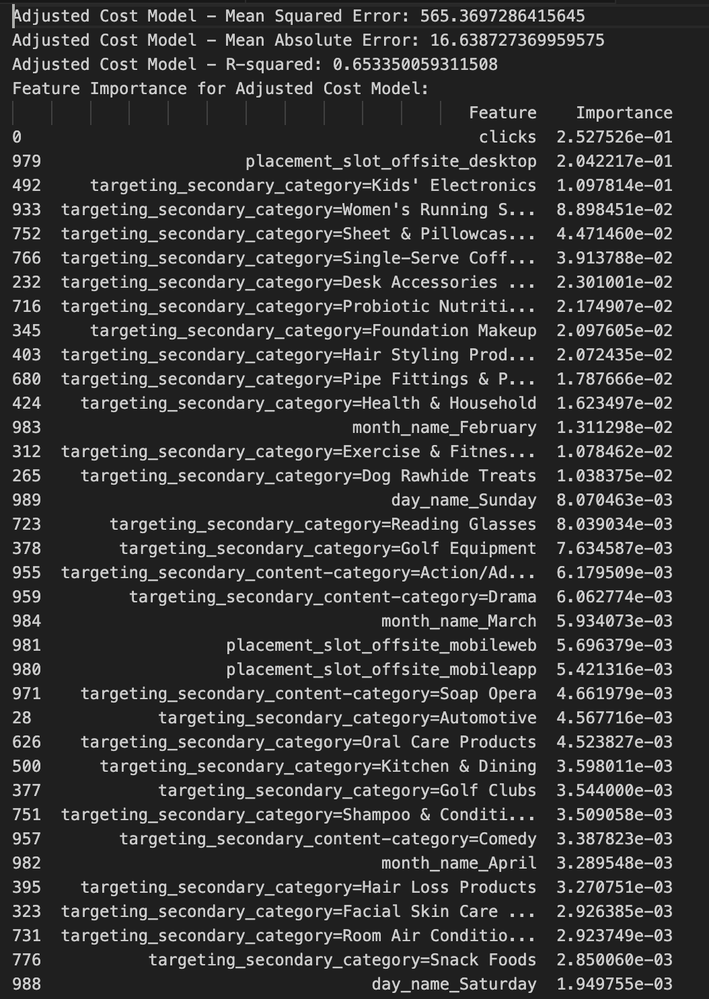 Adjusted Cost Model – Mean Squared Error: 565.3697286415645
Adjusted Cost Model – Mean Absolute Error: 16.638727369959575
Adjusted Cost Model – R-squared: 0.653350059311508
Feature Importance for Adjusted Cost Model:
Feature Importance
0 clicks 2.527526e-01
979 placement_slot_offsite_desktop 2.042217e-01
492 targeting_secondary_category=Kids' Electronics 1.097814e-01
933 targeting_secondary_category=Women's Running S... 8.898451e-02
752 targeting_secondary_category=Sheet & Pillowcas... 4.471460e-02
766 targeting_secondary_category=Single-Serve Coff... 3.913788e-02
232 targeting_secondary_category=Desk Accessories ... 2.301001e-02
716 targeting_secondary_category=Probiotic Nutriti... 2.174907e-02
345 targeting_secondary_category=Foundation Makeup 2.097605e-02
403 targeting_secondary_category=Hair Styling Prod... 2.072435e-02
680 targeting_secondary_category=Pipe Fittings & P... 1.787666e-02
424 targeting_secondary_category=Health & Household 1.623497e-02
983 month_name_February 1.311298e-02
312 targeting_secondary_category=Exercise & Fitnes... 1.078462e-02
265 targeting_secondary_category=Dog Rawhide Treats 1.038375e-02
989 day_name_Sunday 8.070463e-03
723 targeting_secondary_category=Reading Glasses 8.039034e-03
378 targeting_secondary_category=Golf Equipment 7.634587e-03
955 targeting_secondary_content-category=Action/Ad... 6.179509e-03
959 targeting_secondary_content-category=Drama 6.062774e-03
984 month_name_March 5.934073e-03
981 placement_slot_offsite_mobileweb 5.696379e-03
980 placement_slot_offsite_mobileapp 5.421316e-03
971 targeting_secondary_content-category=Soap Opera 4.661979e-03
28 targeting_secondary_category=Automotive 4.567716e-03
626 targeting_secondary_category=Oral Care Products 4.523827e-03
500 targeting_secondary_category=Kitchen & Dining 3.598011e-03
377 targeting_secondary_category=Golf Clubs 3.544000e-03
751 targeting_secondary_category=Shampoo & Conditi... 3.509058e-03
957 targeting_secondary_content-category=Comedy 3.387823e-03
982 month_name_April 3.289548e-03
395 targeting_secondary_category=Hair Loss Products 3.270751e-03
323 targeting_secondary_category=Facial Skin Care ... 2.926385e-03
731 targeting_secondary_category=Room Air Conditio... 2.923749e-03
776 targeting_secondary_category=Snack Foods 2.850060e-03
988 day_name_Saturday 1.949755e-03